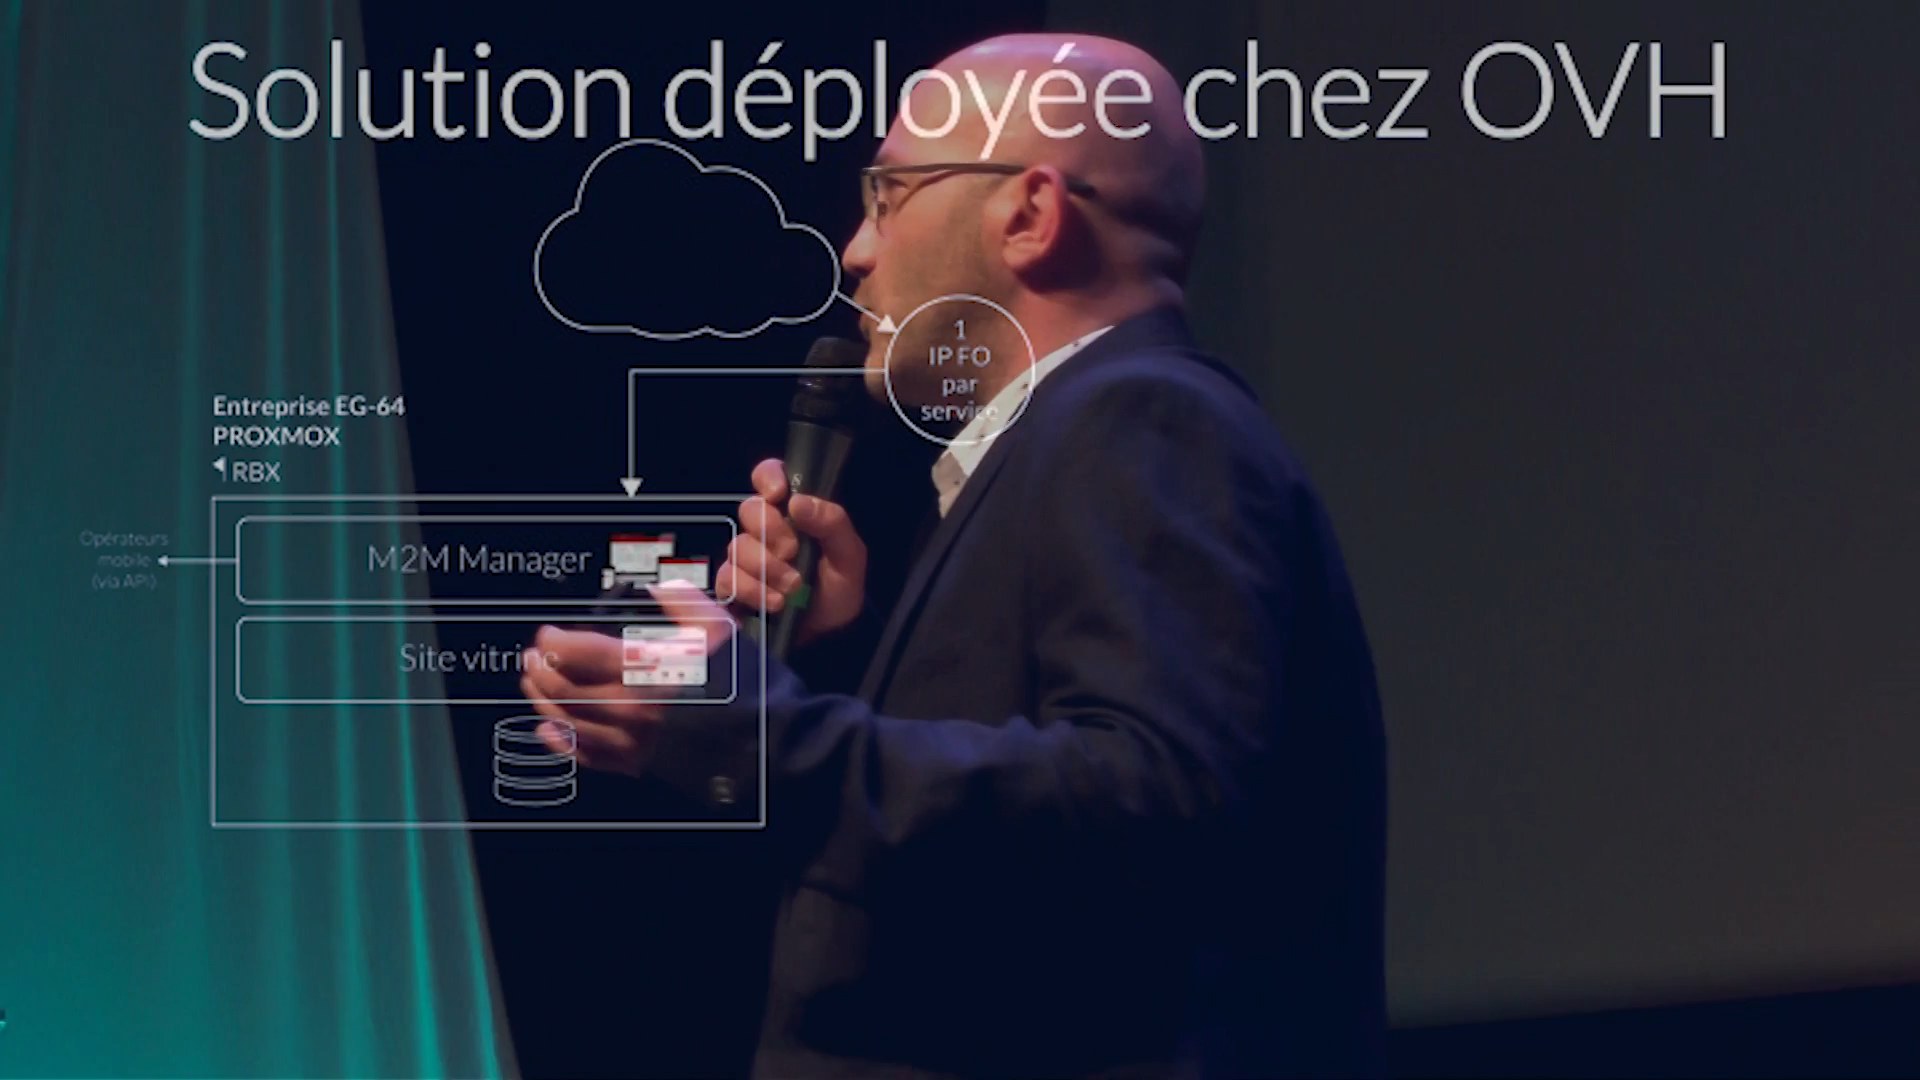 Solution déployée chez OVH
1
IP FO
par
service
Entreprise EG-64
PROXMOX
RBX
Opérateurs
mobile
(via API)
M2M Manager
Site vitrine